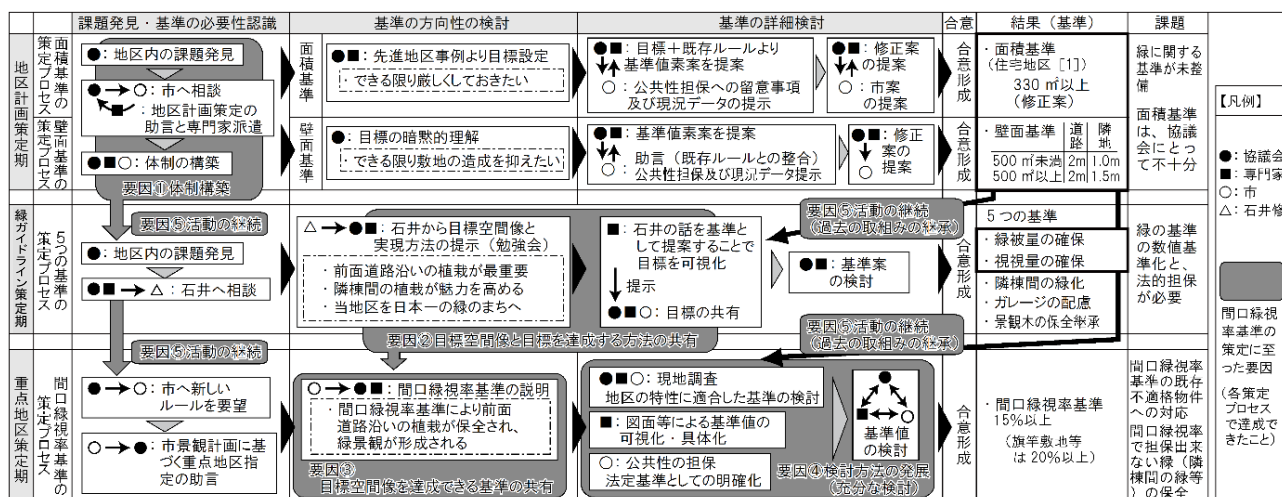 課題発見・基準の必要性認識
基準の方向性の検討
基準の詳細検討
合意
結果（基準）
課題
地区計画策定期
面積基準の
策定プロセス
●：地区内の課題発見
●→○：市へ相談
■：地区計画策定の
助言と専門家派遣
壁面基準の
策定プロセス
●■○：体制の構築
要因①体制構築
面積基準
●■：先進地区事例より目標設定
・できる限り厳しくしておきたい
●■：目標＋既存ルールより
基準値素案を提案
○：公共性担保への留意事項
及び現況データの提示
●■：修正案
の提案
○：市案
の提案
合意形成
・面積基準
（住宅地区［1］）
330 ㎡以上
（修正案）
緑に関する
基準が未整
備
面積基準
は、協議
会にとっ
て不十分
壁面基準
●■：目標の暗黙的理解
・できる限り敷地の造成を抑えたい
●■：基準値素案を提案
助言（既存ルールとの整合）
○：公共性担保及び現況データ提示
●■：修正
案の
提案
○
合意形成
・壁面基準
道路
隣地
500 ㎡未満 2m 1.0m
500 ㎡以上 2m 1.5m
緑ガイドライン策定期
5つの基準の
策定プロセス
要因⑤活動の継続
●：地区内の課題発見
●■→△：石井へ相談
△→●■：石井から目標空間像と
実現方法の提示（勉強会）
・前面道路沿いの植栽が最重要
・隣棟間の植栽が魅力を高める
・当地区を日本一の緑のまちへ
要因②目標空間像と目標を達成する方法の共有
要因⑤活動の継続
（過去の取組みの継承）
■：石井の話を基準
として提案することで
目標を可視化
提示
●■○：目標の共有
●■：基準案
の検討
合意形成
5つの基準
・緑被量の確保
・視視量の確保
・隣棟間の緑化
・ガレージの配慮
・景観木の保全継承
緑の基準
の数値基
準化と、
法的担保
が必要
重点地区策定期
間口緑視率基準の
策定プロセス
要因⑤活動の継続
●→○：市へ新しい
ルールを要望
○→●：市景観計画に基
づく重点地区指
定の助言
○→●■：間口緑視率基準の説明
・間口緑視率基準により前面
道路沿いの植栽が保全され、
緑景観が形成される
要因③
目標空間像を達成できる基準の共有
要因⑤活動の継続
（過去の取組みの継承）
●■○：現地調査
地区の特性に適合した基準の検討
■：図面等による基準値の
可視化・具体化
○：公共性の担保
法定基準としての明確化
基準値
の検討
要因④検討方法の発展
（充分な検討）
合意形成
・間口緑視率基準
15%以上
（旗竿敷地等
は 20%以上）
間口緑視率
基準の既存
不適格物件
への対応
間口緑視率
で担保出来
ない緑（隣
棟間の緑等
）の保全
【凡例】
●：協議会
■：専門家
○：市
△：石井修
間口緑視
率基準の
策定に至
った要因
（各策定
プロセス
で達成で
きたこと）